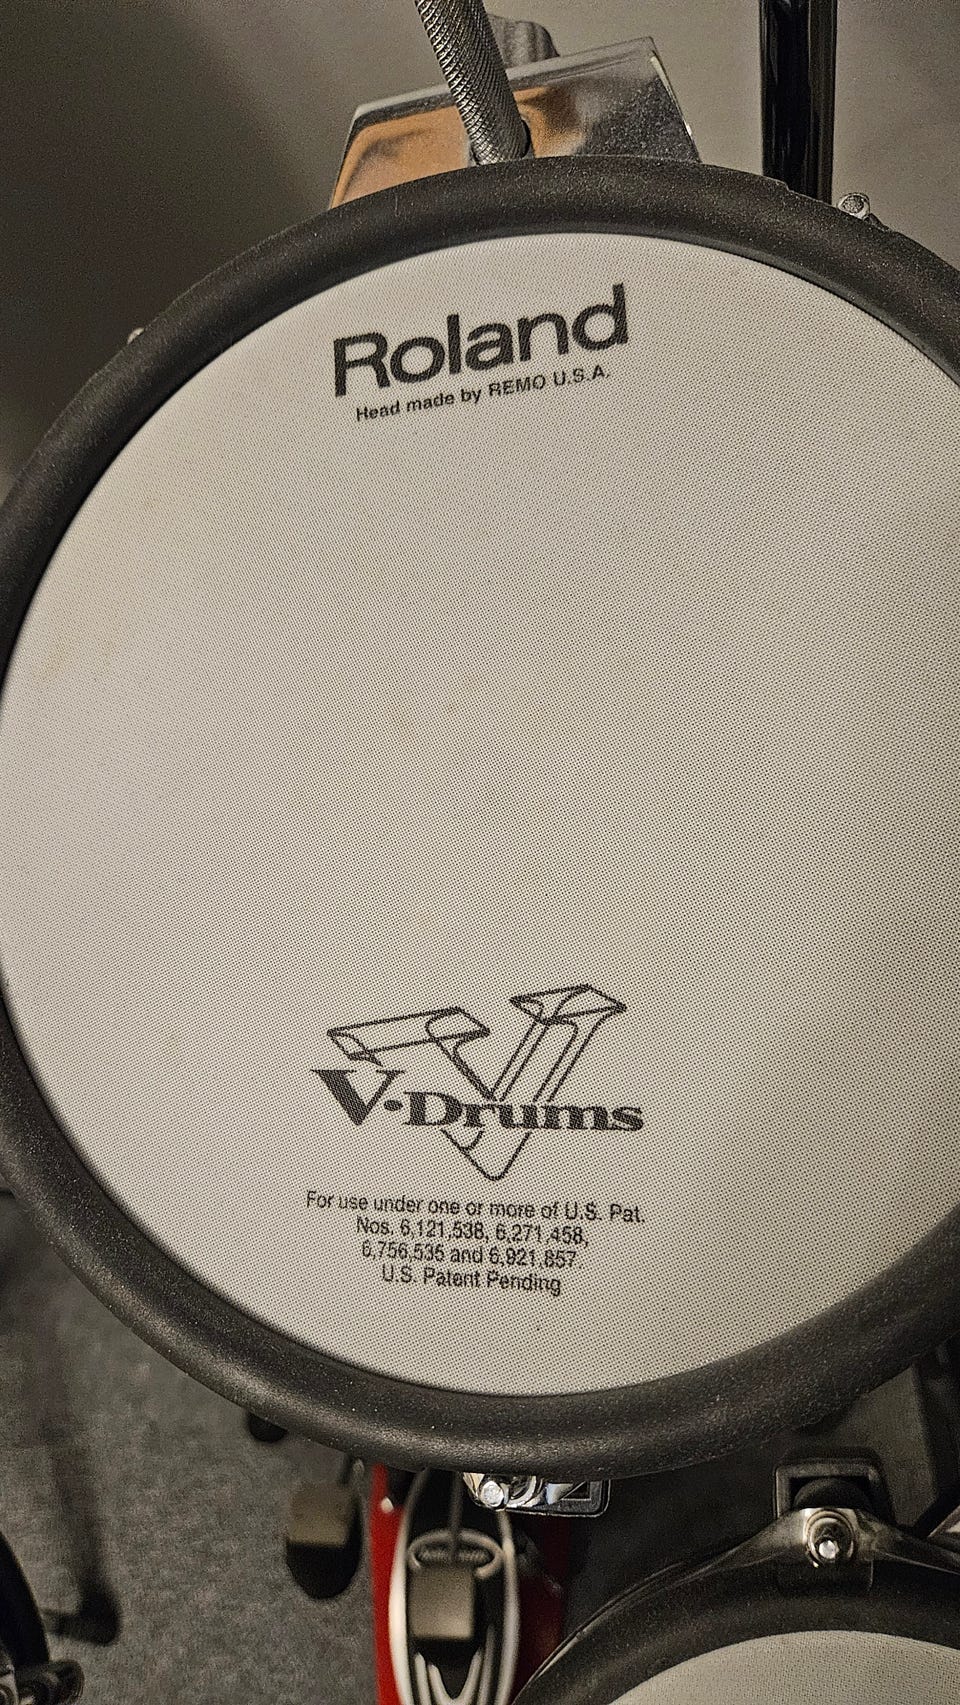 Roland
Head made by REMO U.S.A.
V-Drums
For use under one or more of U.S. Pat.
Nos. 6,121,538, 6,271,458,
6,756,535 and 6,921,857.
U.S. Patent Pending